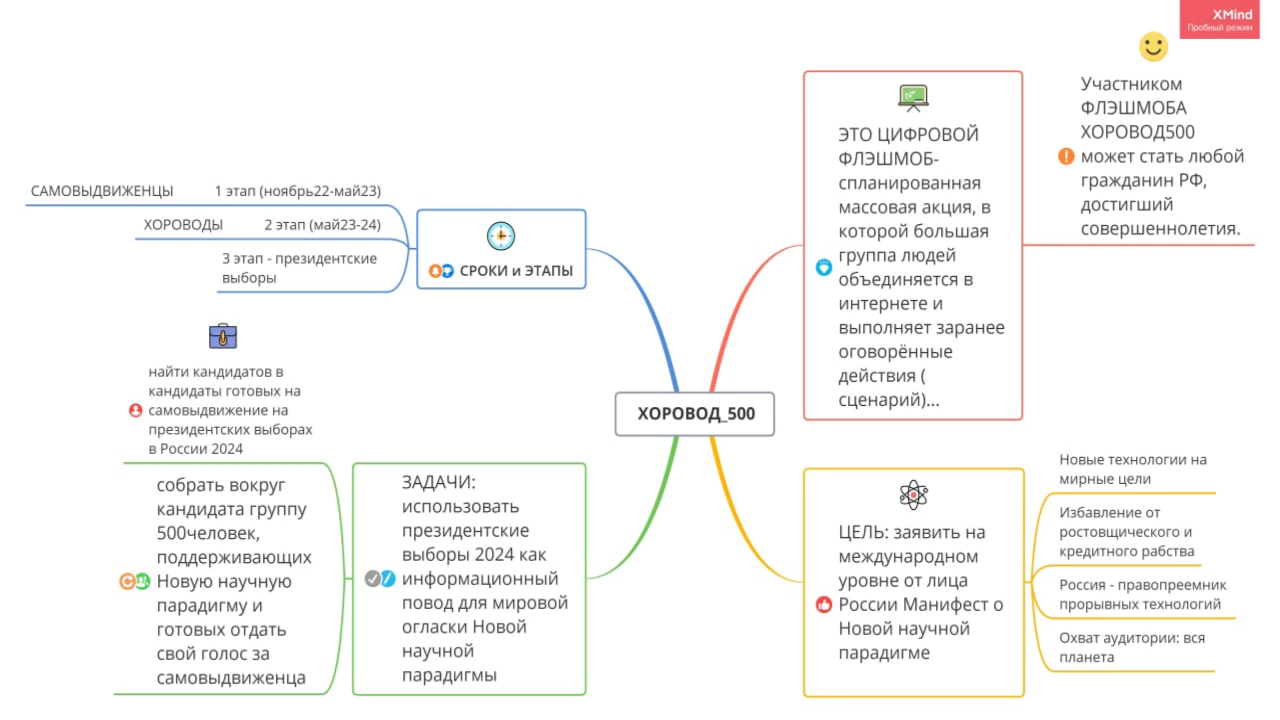 XMind
Пробный режим
Участником
ФЛЭШМОБА
ХОРОВОД500
может стать любой
гражданин РФ,
достигший
совершеннолетия.
ЭТО ЦИФРОВОЙ
ФЛЭШМОБ-
спланированная
массовая акция, в
которой большая
группа людей
объединяется в
интернете и
выполняет заранее
оговорённые
действия (
сценарий)...
САМОВЫДВИЖЕНЦЫ 1 этап (ноябрь22-май23)
ХОРОВОДЫ 2 этап (май23-24)
3 этап - президентские
выборы
СРОКИ и ЭТАПЫ
ХОРОВОД_500
найти кандидатов в
кандидаты готовых на
самовыдвижение на
президентских выборах
в России 2024
собрать вокруг
кандидата группу
500человек,
поддерживающих
Новую научную
парадигму и
готовых отдать
свой голос за
самовыдвиженца
ЗАДАЧИ:
использовать
президентские
выборы 2024 как
информационный
повод для мировой
огласки Новой
научной
парадигмы
ЦЕЛЬ: заявить на
международном
уровне от лица
России Манифест о
Новой научной
парадигме
Новые технологии на
мирные цели
Избавление от
ростовщического и
кредитного рабства
Россия - правопреемник
прорывных технологий
Охват аудитории: вся
планета